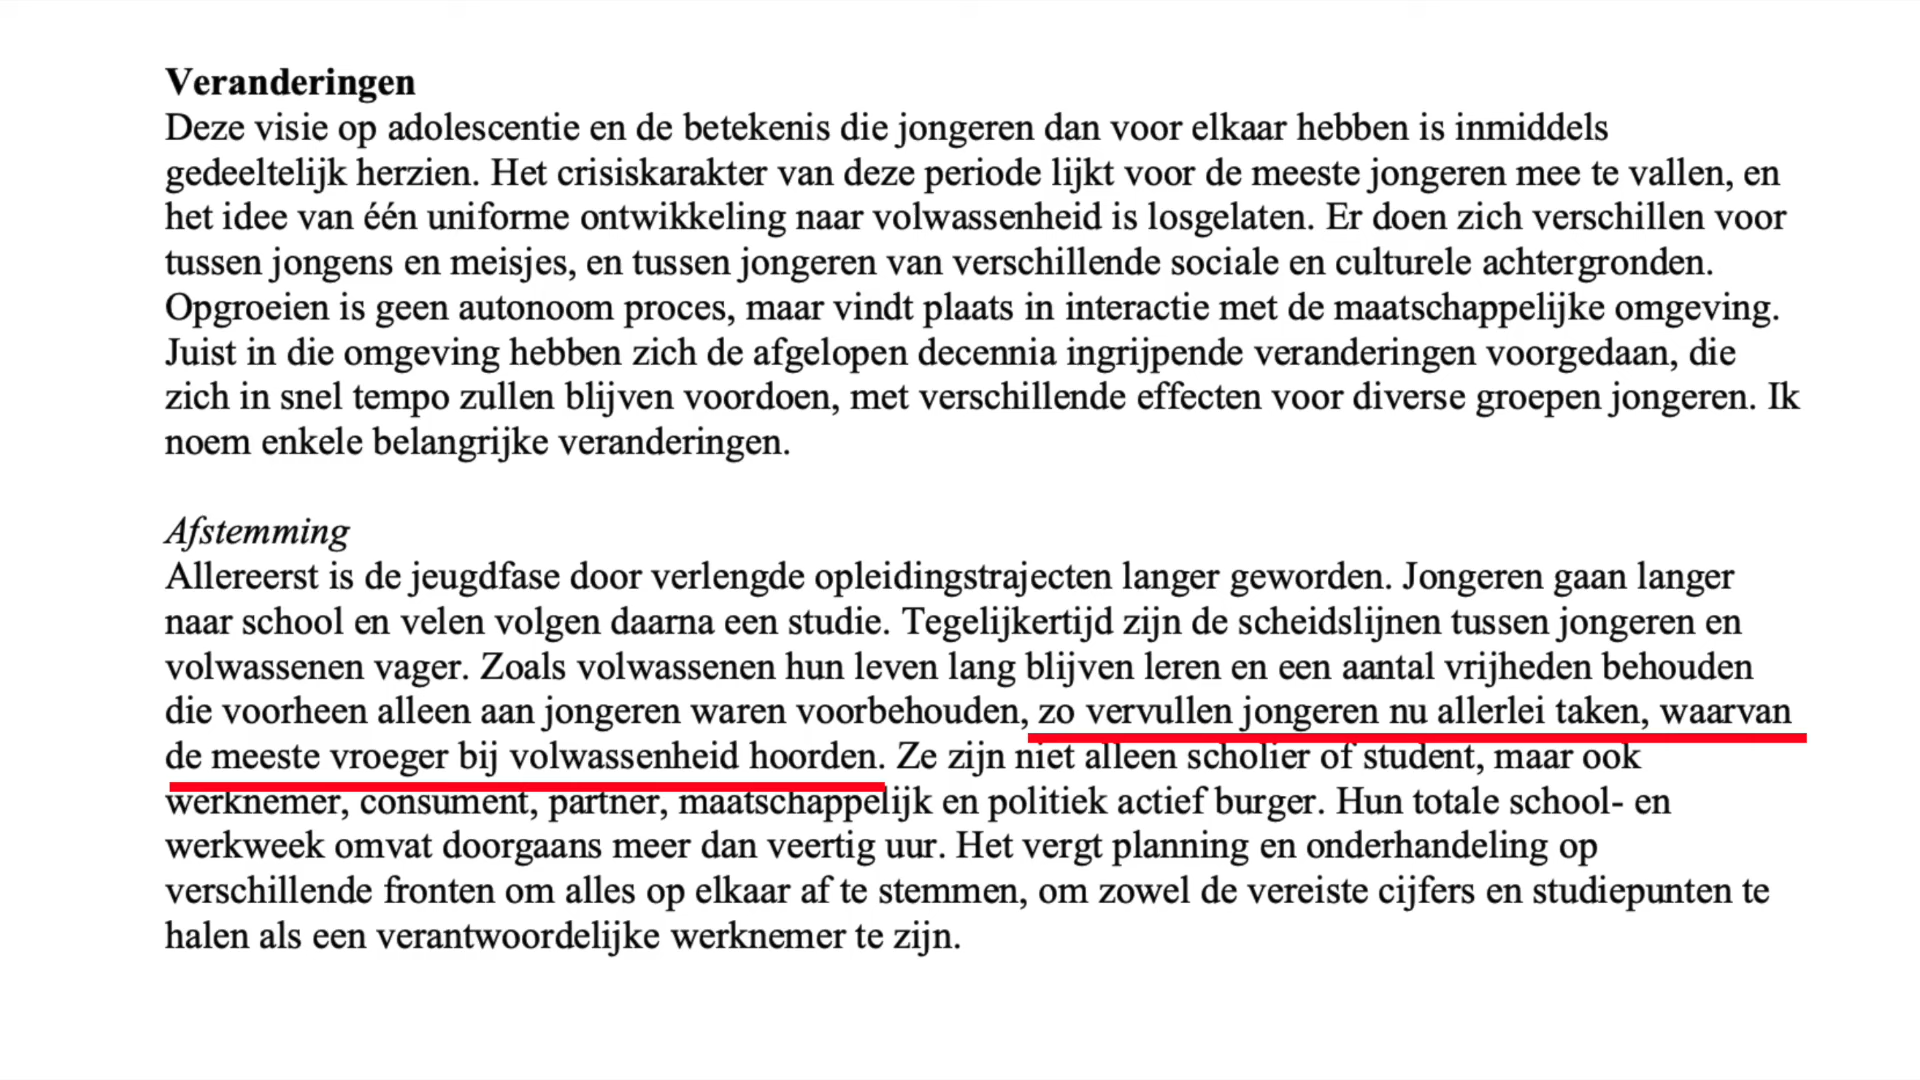 Veranderingen
Deze visie op adolescentie en de betekenis die jongeren dan voor elkaar hebben is inmiddels
gedeeltelijk herzien. Het crisiskarakter van deze periode lijkt voor de meeste jongeren mee te vallen, en
het idee van één uniforme ontwikkeling naar volwassenheid is losgelaten. Er doen zich verschillen voor
tussen jongens en meisjes, en tussen jongeren van verschillende sociale en culturele achtergronden.
Opgroeien is geen autonoom proces, maar vindt plaats in interactie met de maatschappelijke omgeving.
Juist in die omgeving hebben zich de afgelopen decennia ingrijpende veranderingen voorgedaan, die
zich in snel tempo zullen blijven voordoen, met verschillende effecten voor diverse groepen jongeren. Ik
noem enkele belangrijke veranderingen.
Afstemming
Allereerst is de jeugdfase door verlengde opleidingstrajecten langer geworden. Jongeren gaan langer
naar school en velen volgen daarna een studie. Tegelijkertijd zijn de scheidslijnen tussen jongeren en
volwassenen vager. Zoals volwassenen hun leven lang blijven leren en een aantal vrijheden behouden
die voorheen alleen aan jongeren waren voorbehouden, zo vervullen jongeren nu allerlei taken, waarvan
de meeste vroeger bij volwassenheid hoorden. Ze zijn niet alleen scholier of student, maar ook
werknemer, consument, partner, maatschappelijk en politiek actief burger. Hun totale school- en
werkweek omvat doorgaans meer dan veertig uur. Het vergt planning en onderhandeling op
verschillende fronten om alles op elkaar af te stemmen, om zowel de vereiste cijfers en studiepunten te
halen als een verantwoordelijke werknemer te zijn.